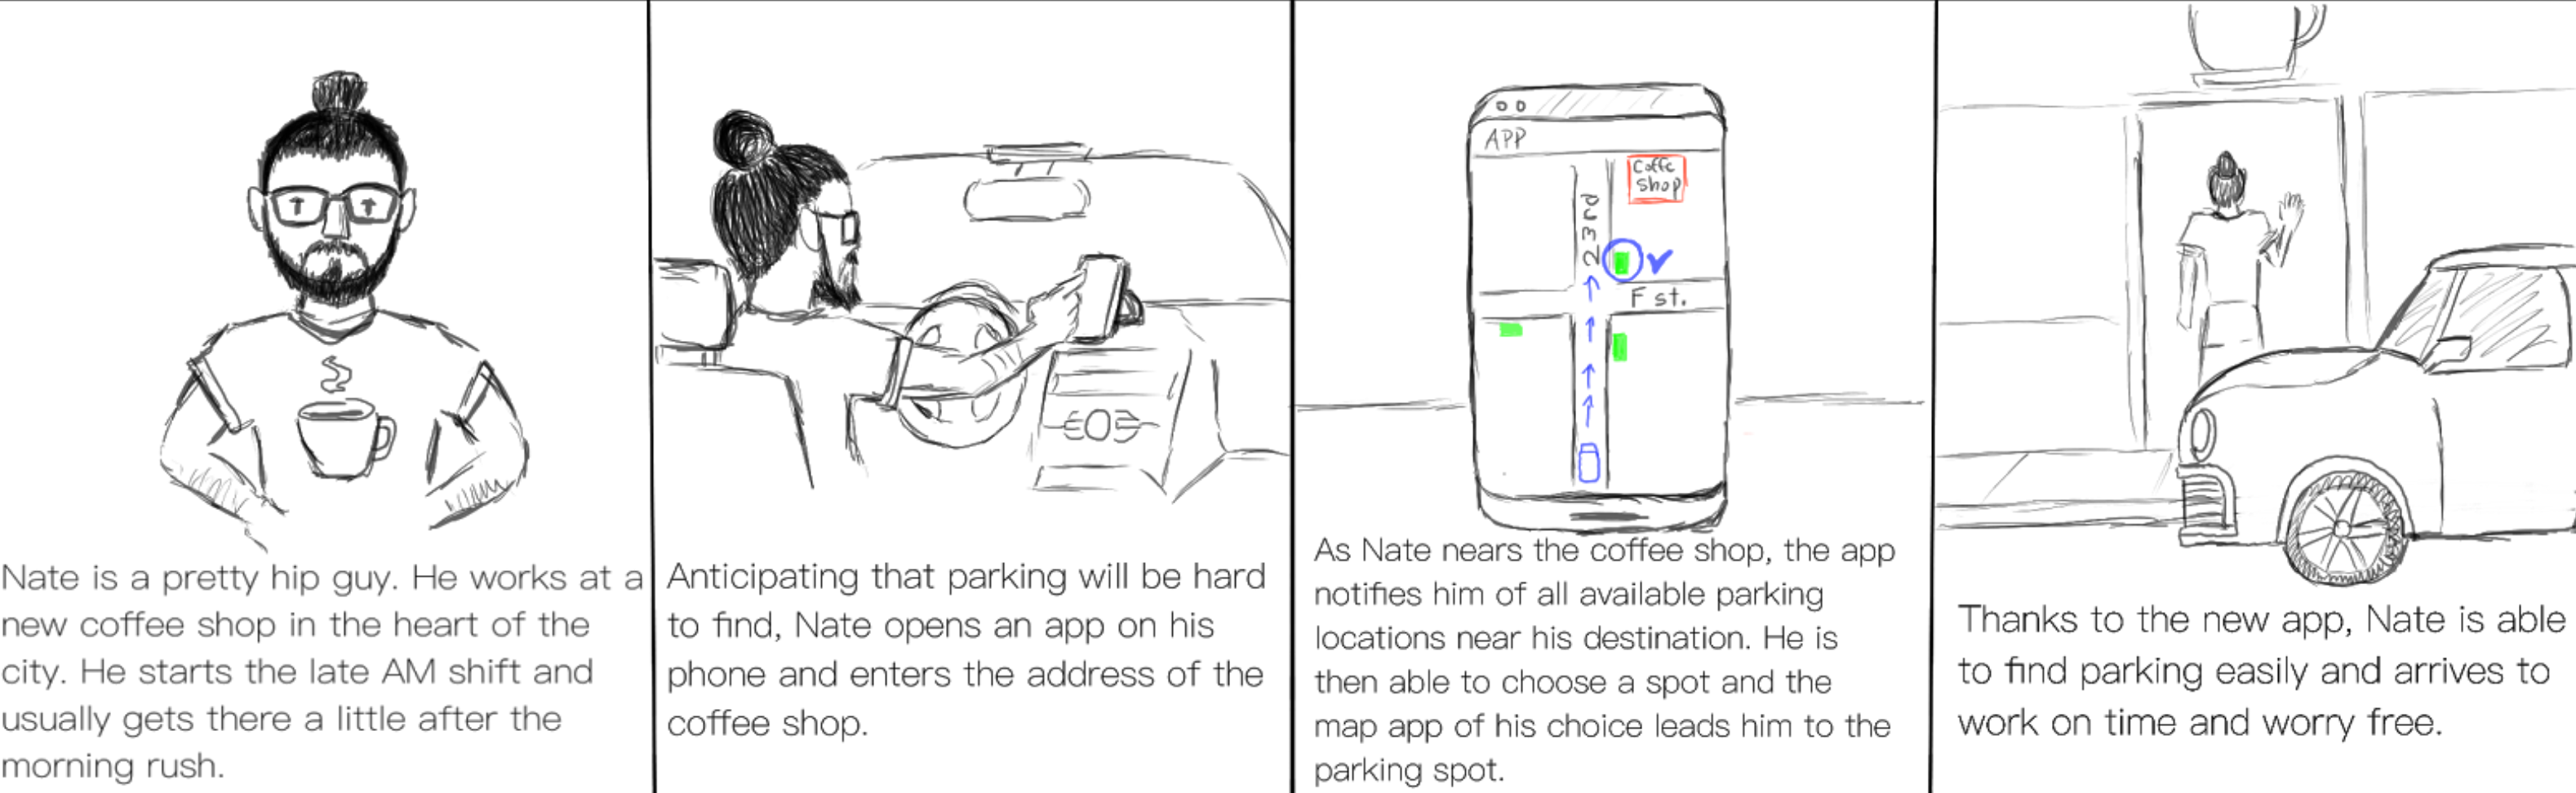 Nate is a pretty hip guy. He works at a
new coffee shop in the heart of the
city. He starts the late AM shift and
usually gets there a little after the
morning rush.
Anticipating that parking will be hard
to find, Nate opens an app on his
phone and enters the address of the
coffee shop.
APP
Coffe
shop
23rd
F st.
As Nate nears the coffee shop, the app
notifies him of all available parking
locations near his destination. He is
then able to choose a spot and the
map app of his choice leads him to the
parking spot.
Thanks to the new app, Nate is able
to find parking easily and arrives to
work on time and worry free.